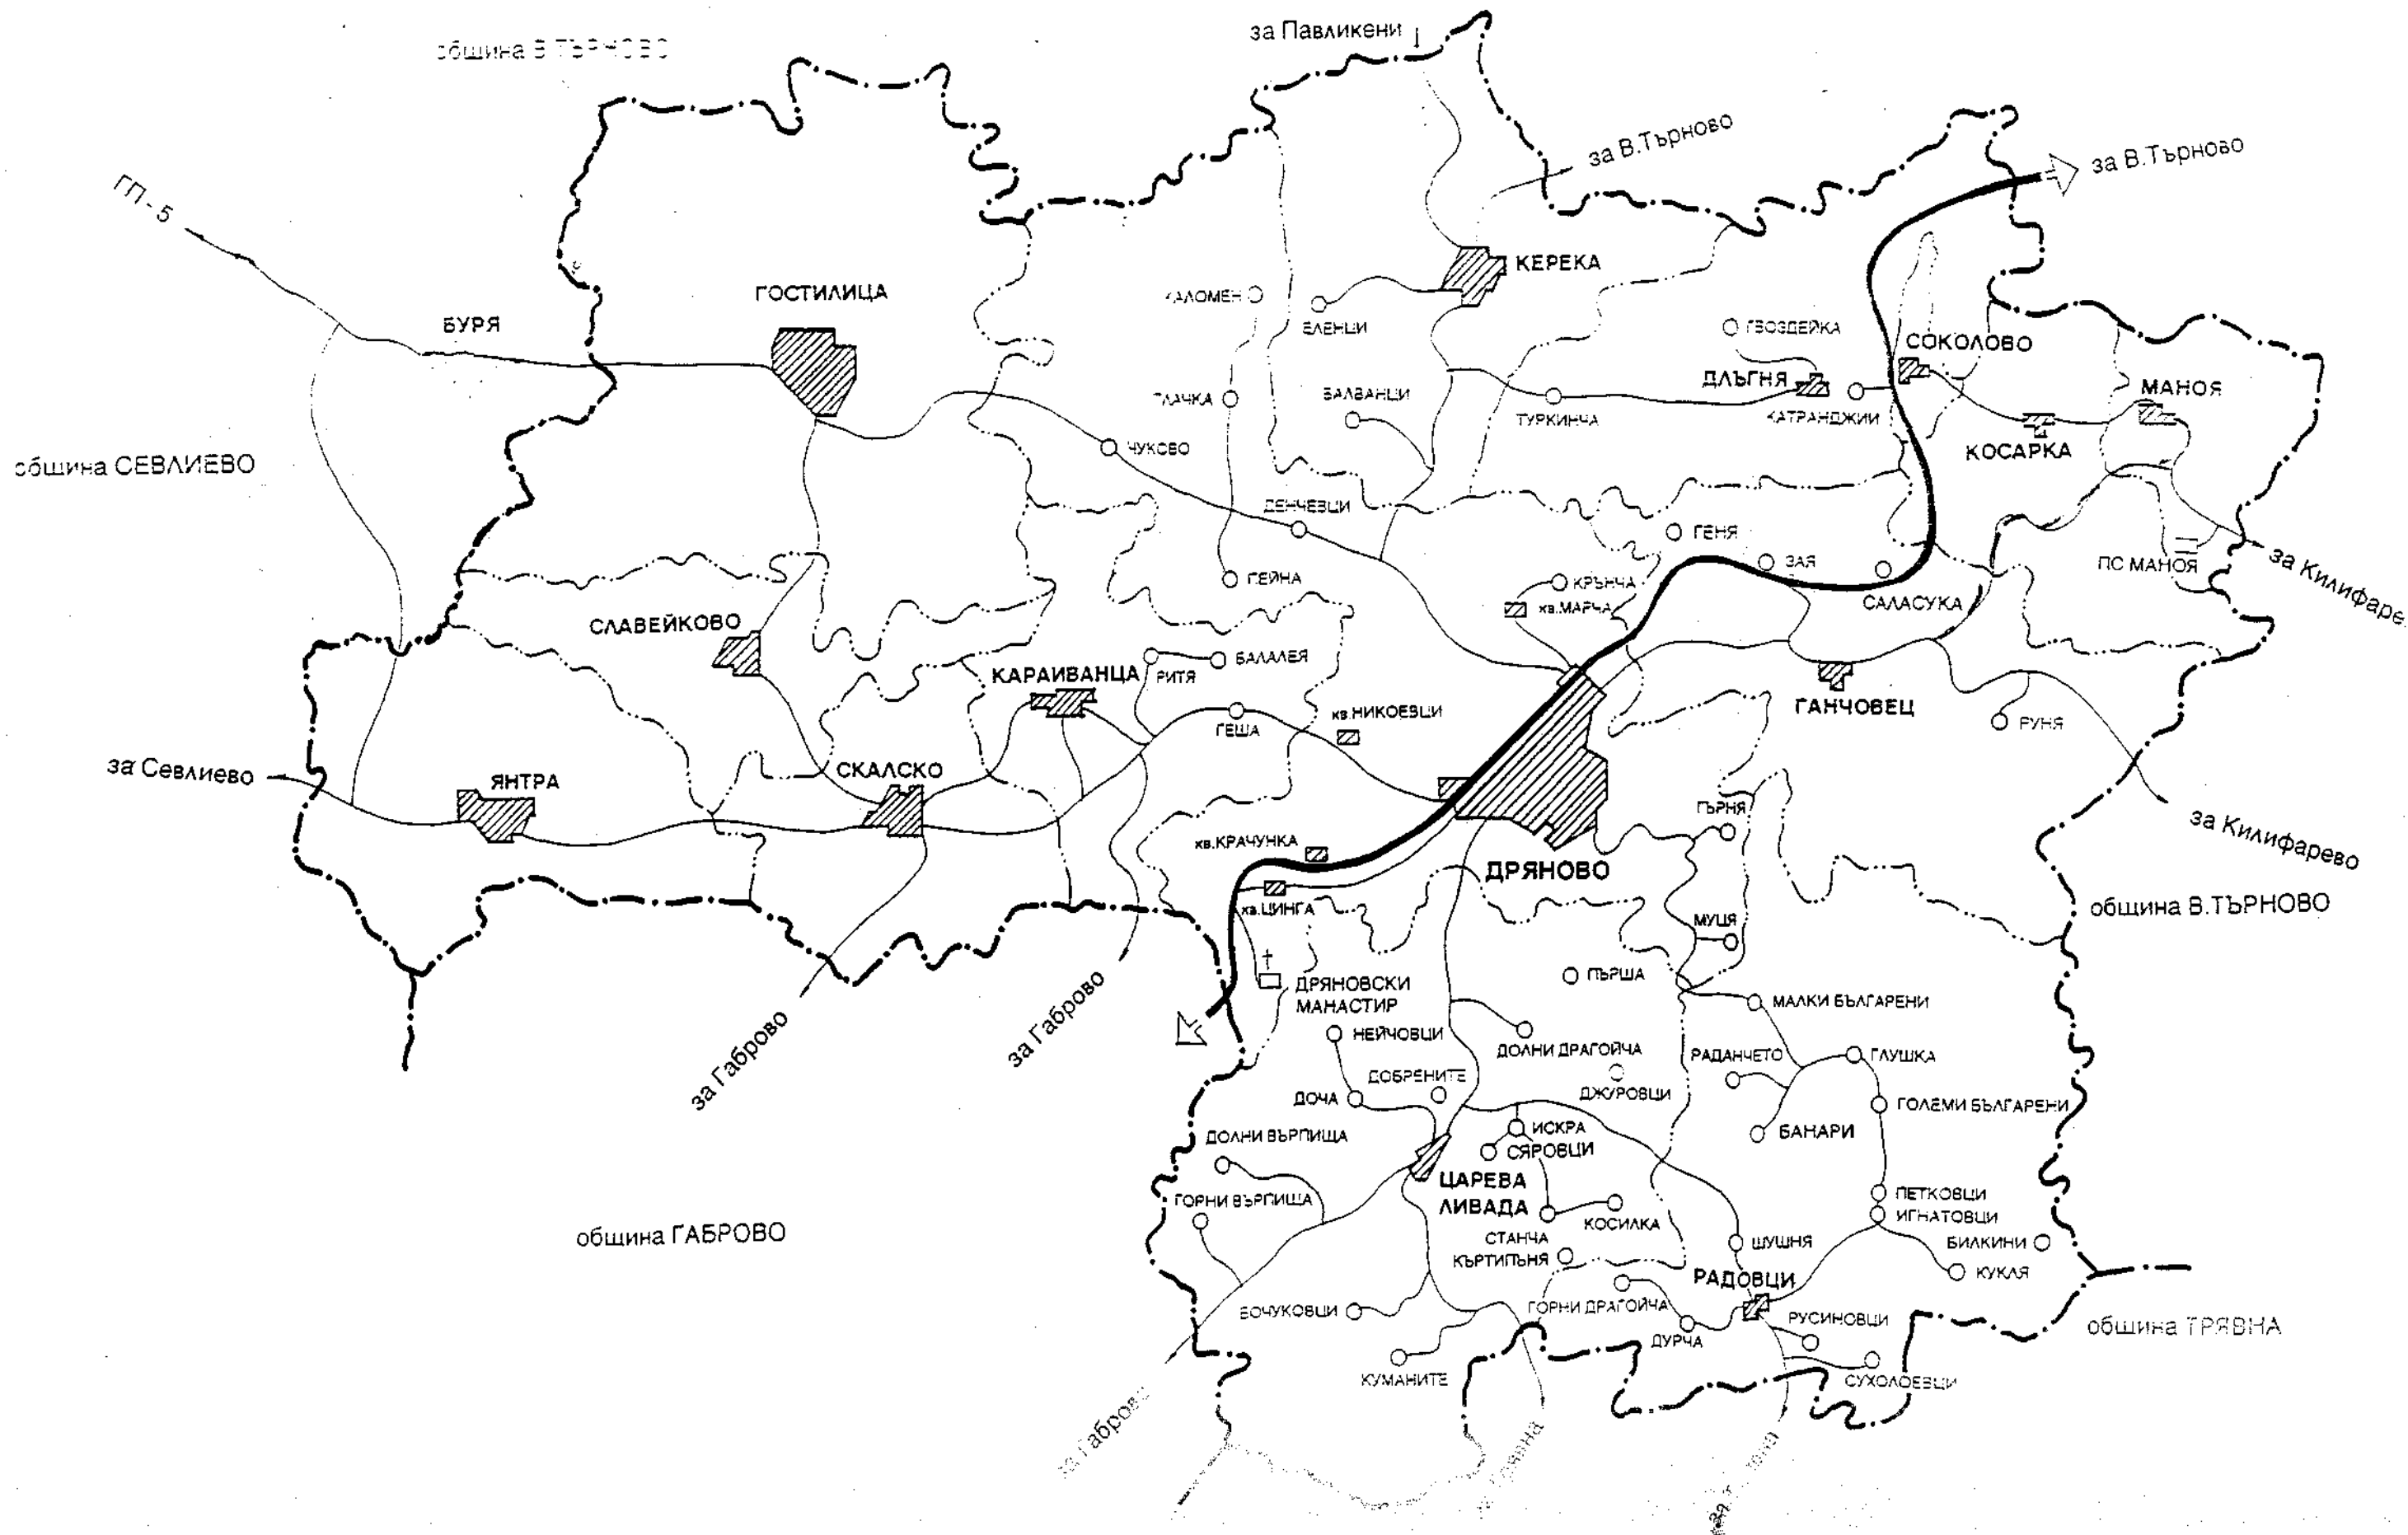 община В ТЪРНОВО
за Павликени
за В.Търново
за В.Търново
ГП - 5
КЕРЕКА
ГОСТИЛИЦА
БУРЯ
ЕЛЕНЦИ
ГВОЗДЕЙКА
СОКОЛОВО
ДЛЪГНЯ
МАНОЯ
БАЛВАНЦИ
ТУРКИНЧА
КАТРАНДЖИИ
КОСАРКА
община СЕВЛИЕВО
ЧУКОВО
ДЕНЧЕВЦИ
ГЕНЯ
ЗАЯ
ПС МАНОЯ
за Килифаре
ПЕЙНА
КРЪНЧА
кв.МАРЧА
САЛАСУКА
СЛАВЕЙКОВО
КАРАИВАНЦА
РИТЯ
БАЛАЛЕЯ
ГАНЧОВЕЦ
РУНЯ
ГЕША
кв.НИКОЕВЦИ
за Севлиево
ЯНТРА
СКАЛСКО
ГЪРНЯ
за Килифарево
кв.КРАЧУНКА
ДРЯНОВО
кв.ЦИНГА
община В.ТЪРНОВО
МУЦЯ
ПЪРША
ДРЯНОВСКИ
МАНАСТИР
МАЛКИ БЪЛГАРЕНИ
НЕЙЧОВЦИ
ДОЛНИ ДРАГОЙЧА
РАДАНЧЕТО
ГЛУШКА
за Габрово
за Габрово
ДОБРЕНИТЕ
ДЖУРОВЦИ
ДОЧА
ГОЛЕМИ БЪЛГАРЕНИ
ДОЛНИ ВЪРПИЩА
ИСКРА
СЯРОВЦИ
БАНАРИ
ЦАРЕВА
ЛИВАДА
ГОРНИ ВЪРПИЩА
КОСИЛКА
ПЕТКОВЦИ
ИГНАТОВЦИ
община ГАБРОВО
СТАНЧА
КЪРТИПЪНЯ
ШУШНЯ
БИЛКИНИ
КУКЛЯ
РАДОВЦИ
БОЧУКОВЦИ
ГОРНИ ДРАГОЙЧА
ДУРЧА
РУСИНОВЦИ
община ТРЯВНА
КУМАНИТЕ
СУХОЛОЕВЦИ
за Габрово